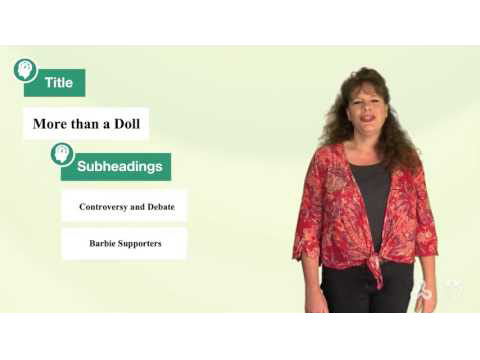 Title
More than a Doll
Subheadings
Controversy and Debate
Barbie Supporters